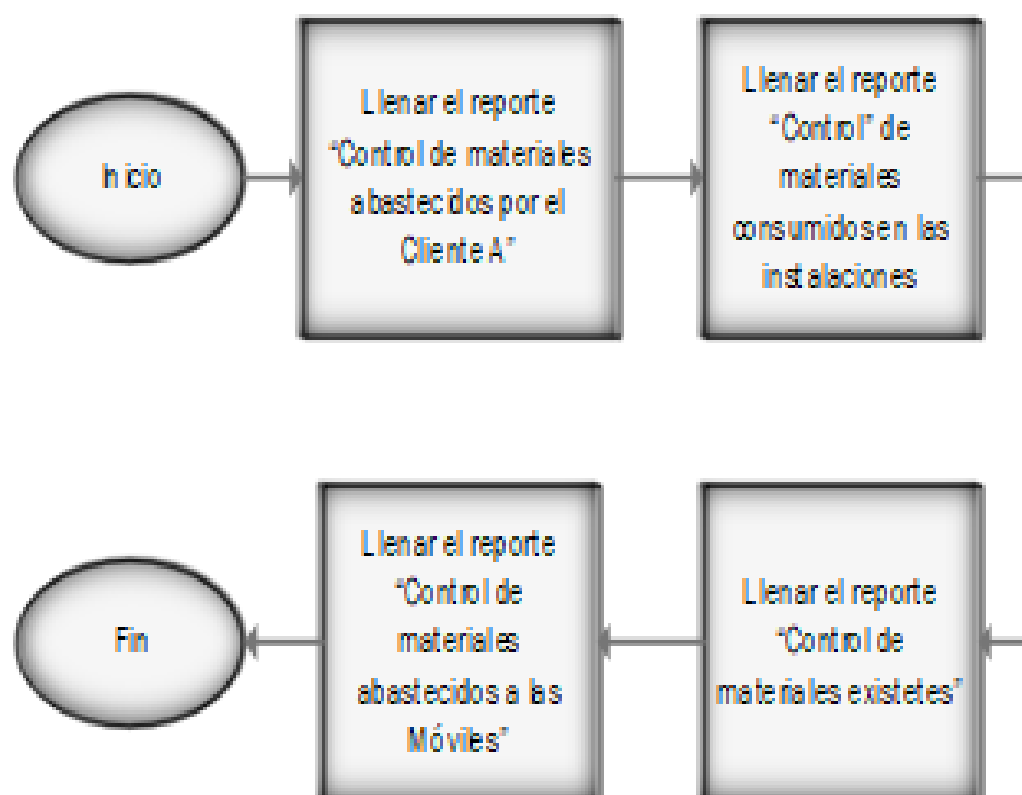 Inicio
Llenar el reporte
"Control de materiales
abastecidos por el
Cliente A"
Llenar el reporte
"Control" de
materiales
consumidos en las
instalaciones
Fin
Llenar el reporte
"Control de
materiales
abastecidos a las
Móviles"
Llenar el reporte
"Control de
materiales existetes"